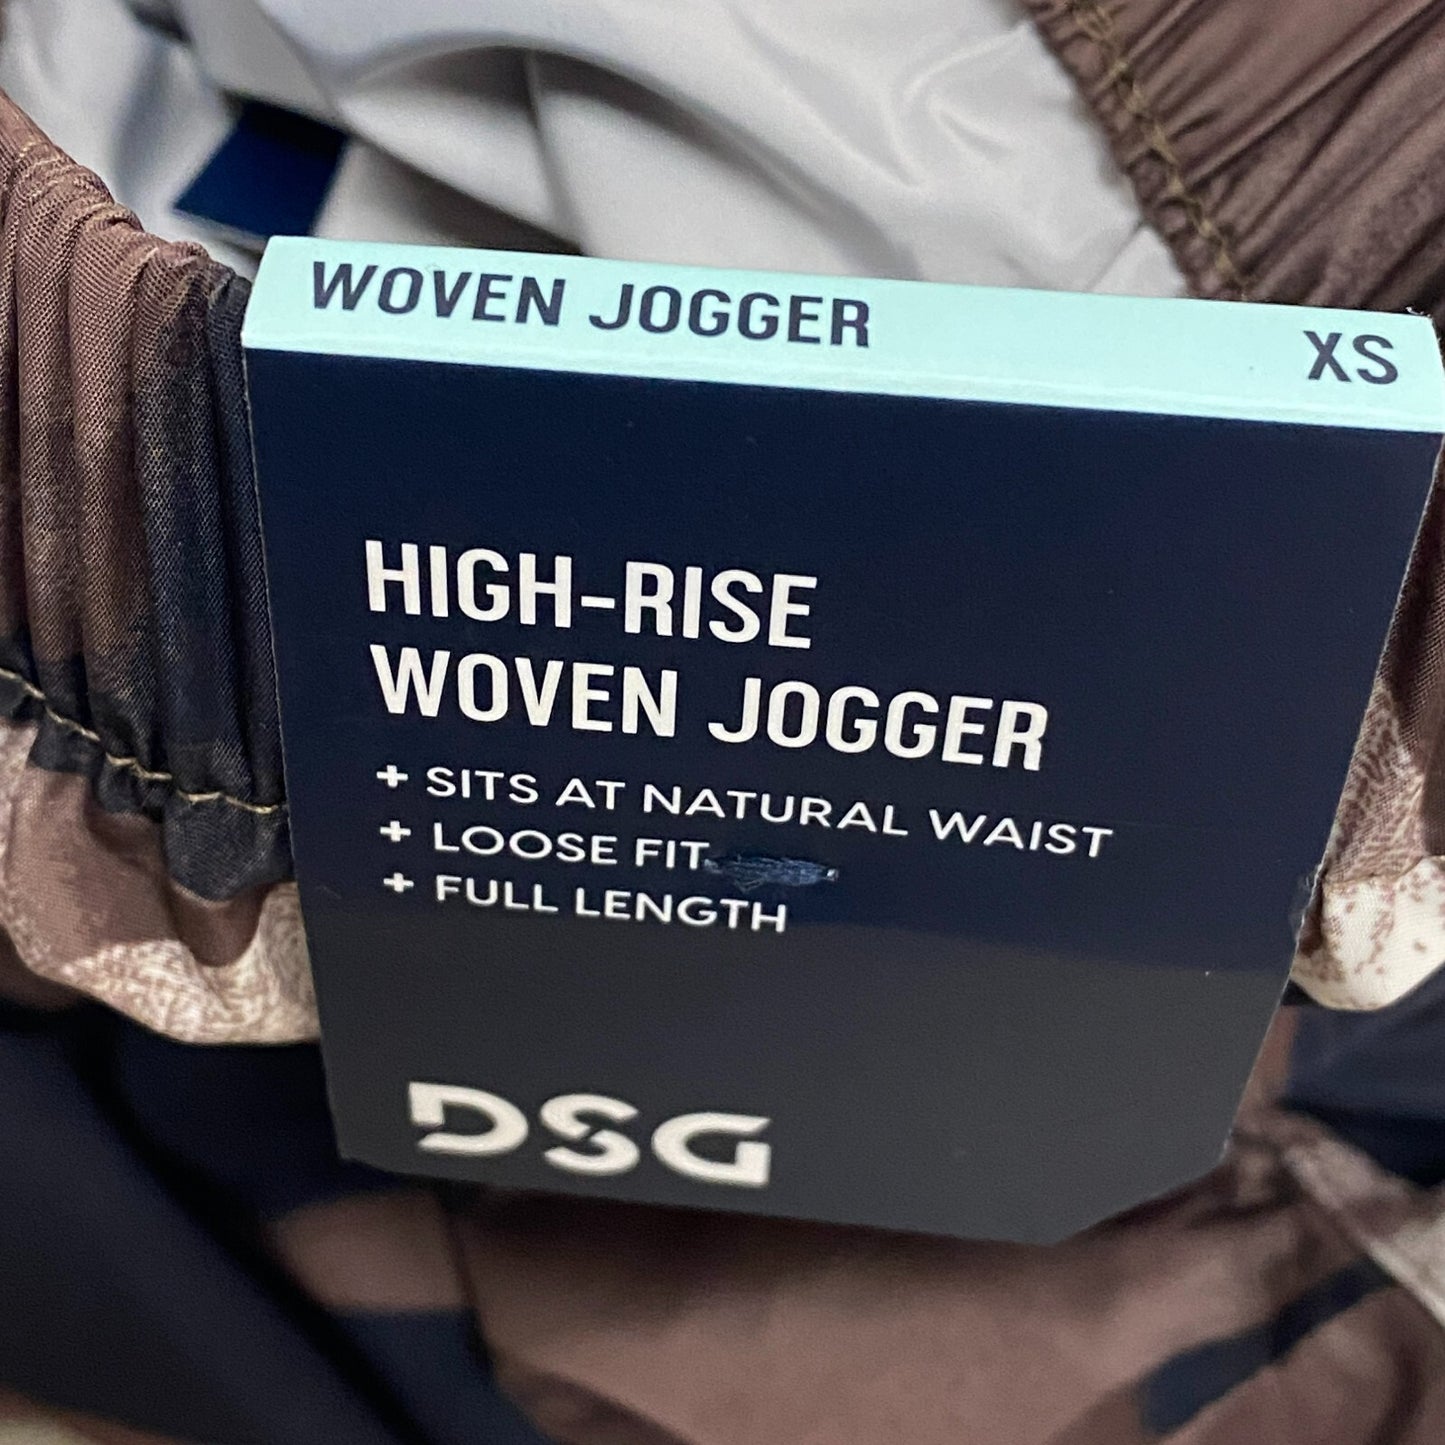 WOVEN JOGGER XS
HIGH-RISE
WOVEN JOGGER
+ SITS AT NATURAL WAIST
+ LOOSE FIT
+ FULL LENGTH
DSG